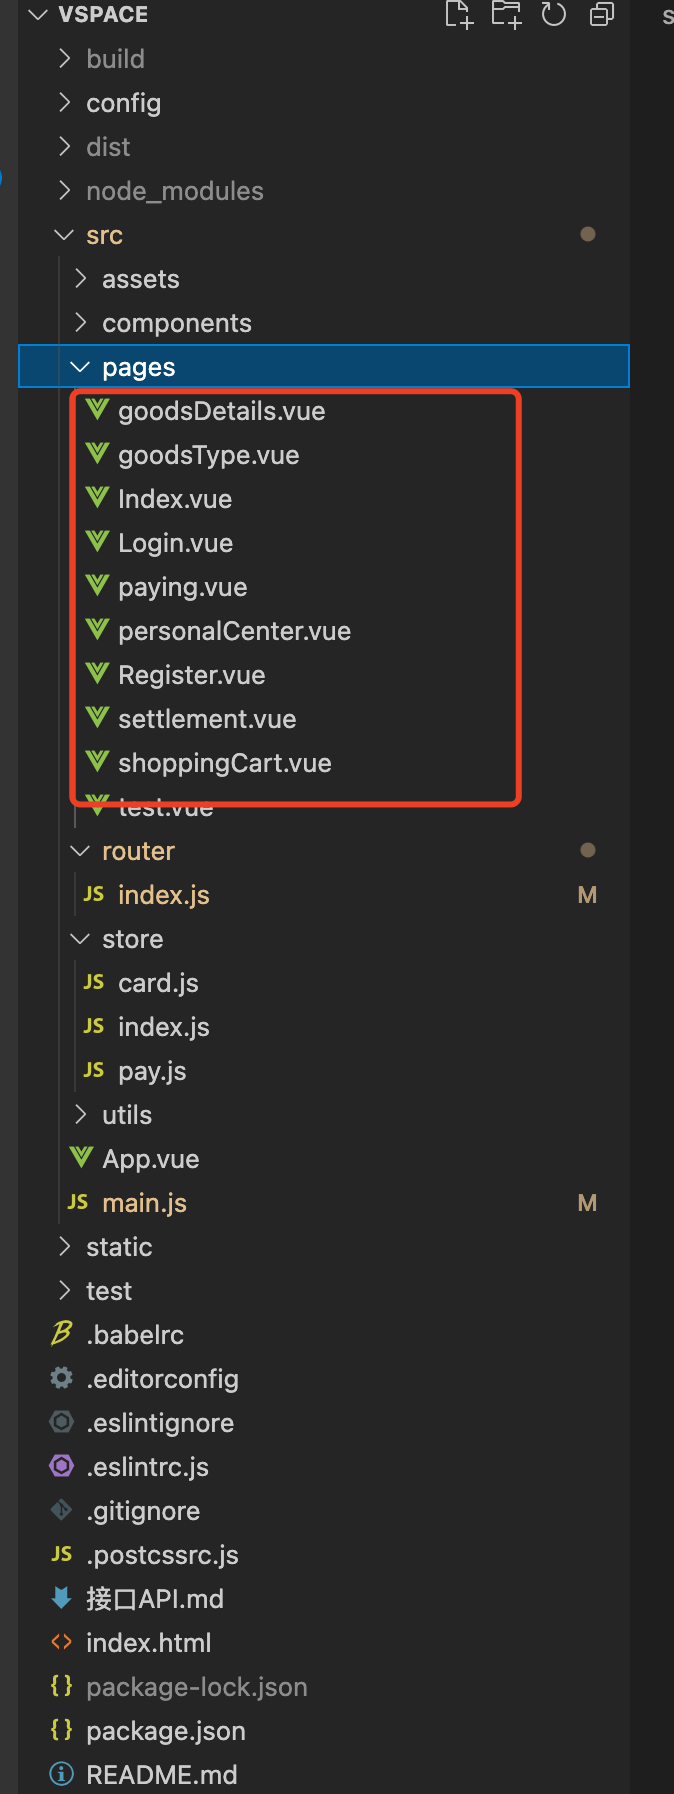 VSPACE
build
config
dist
node_modules
src
assets
components
pages
goodsDetails.vue
goodsType.vue
Index.vue
Login.vue
paying.vue
personalCenter.vue
Register.vue
settlement.vue
shoppingCart.vue
test.vue
router
JS index.js M
store
JS card.js
JS index.js
JS pay.js
utils
App.vue
JS main.js M
static
test
.babelrc
.editorconfig
.eslintignore
.eslintrc.js
.gitignore
JS .postcssrc.js
接口API.md
<> index.html
{} package-lock.json
{} package.json
README.md